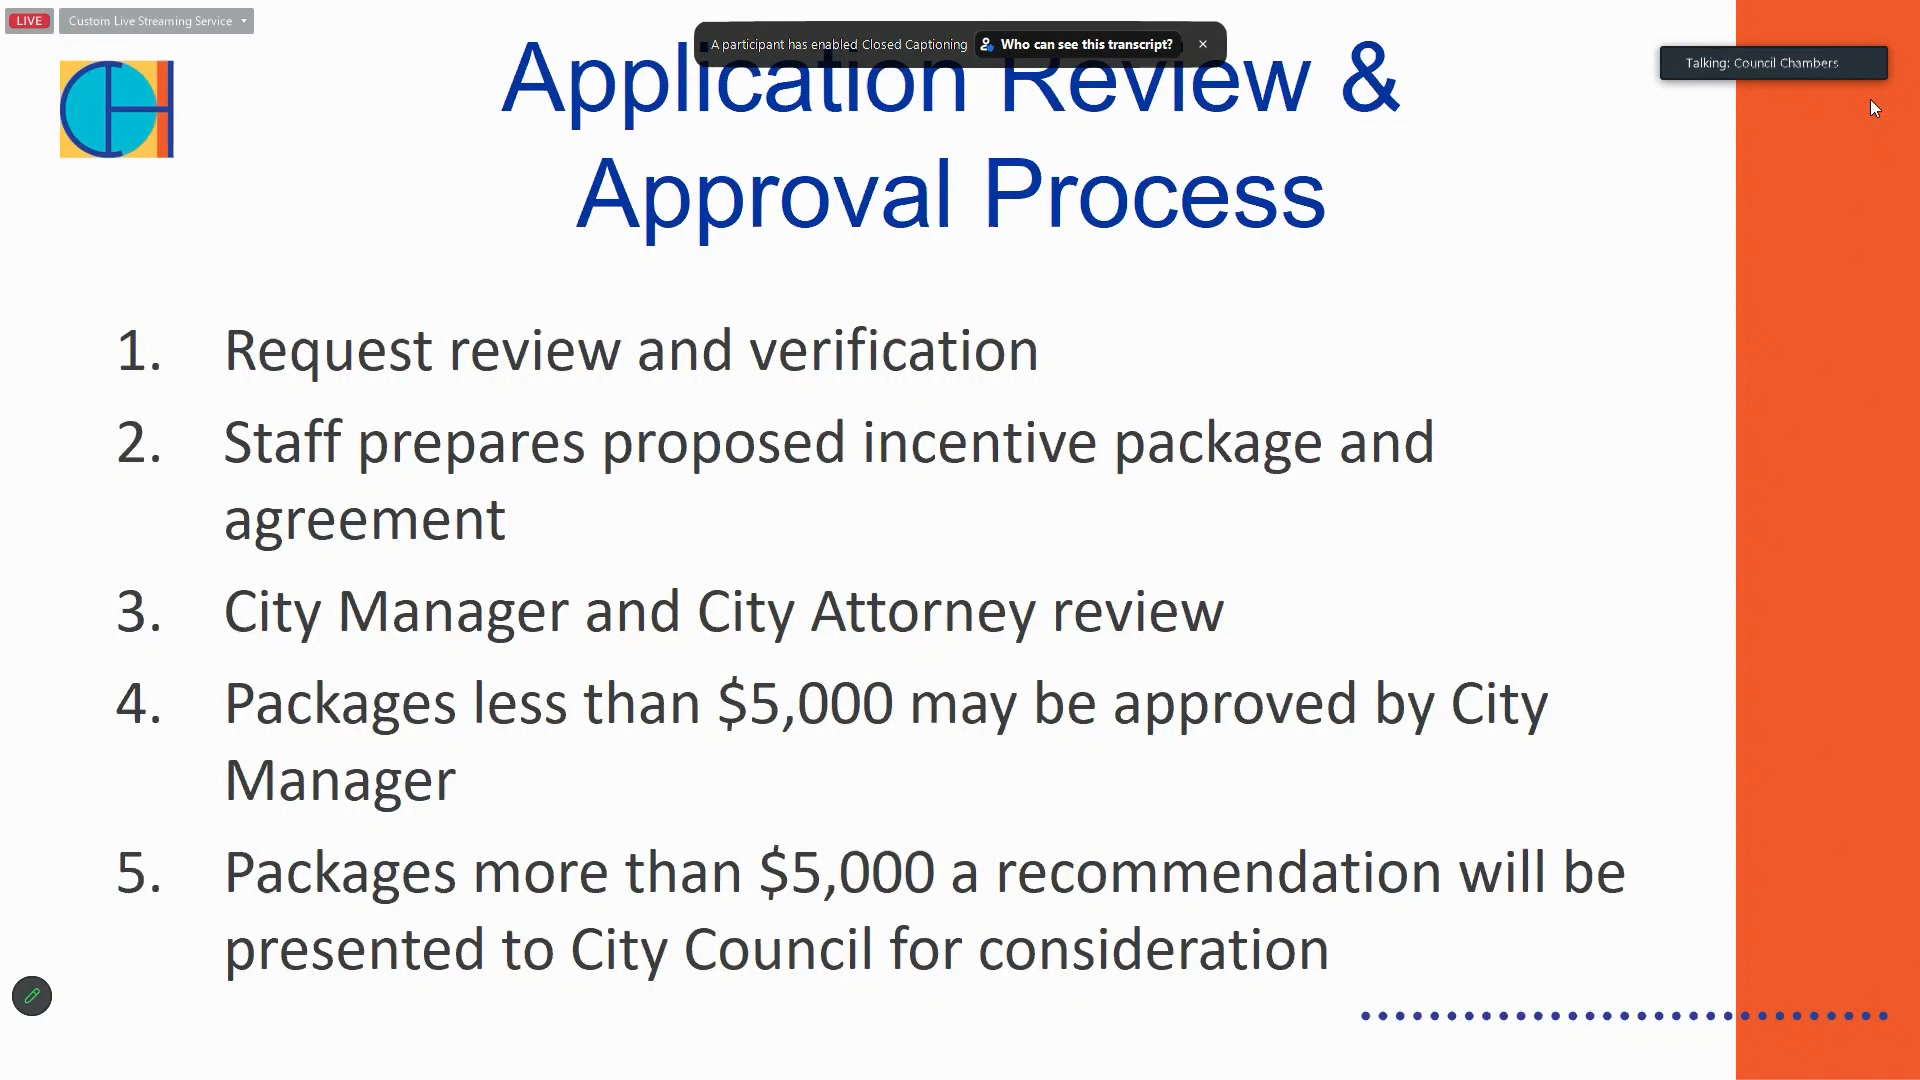 LIVE
Custom Live Streaming Service
A participant has enabled Closed Captioning
Who can see this transcript?
Talking: Council Chambers
CH
Application Review &
Approval Process
1. Request review and verification
2. Staff prepares proposed incentive package and
agreement
3. City Manager and City Attorney review
4. Packages less than $5,000 may be approved by City
Manager
5. Packages more than $5,000 a recommendation will be
presented to City Council for consideration